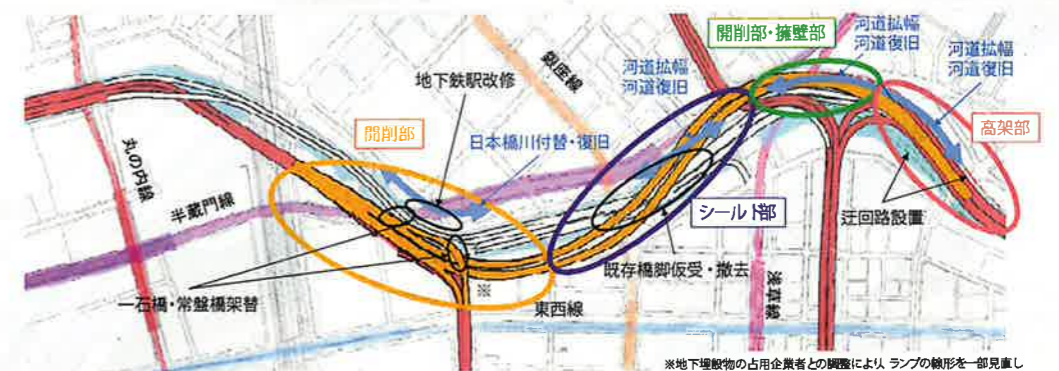 開削部・擁壁部
河道拡幅
河道復旧
河道拡幅
河道復旧
河道拡幅
河道復旧
銀座線
地下鉄駅改修
開削部
日本橋川付替・復旧
高架部
丸の内線
半蔵門線
シールド部
迂回路設置
既存橋脚仮受・撤去
一石橋・常盤橋架替
※
東西線
浅草線
※地下埋設物の占用企業者との調整により、ランプの線形を一部見直し